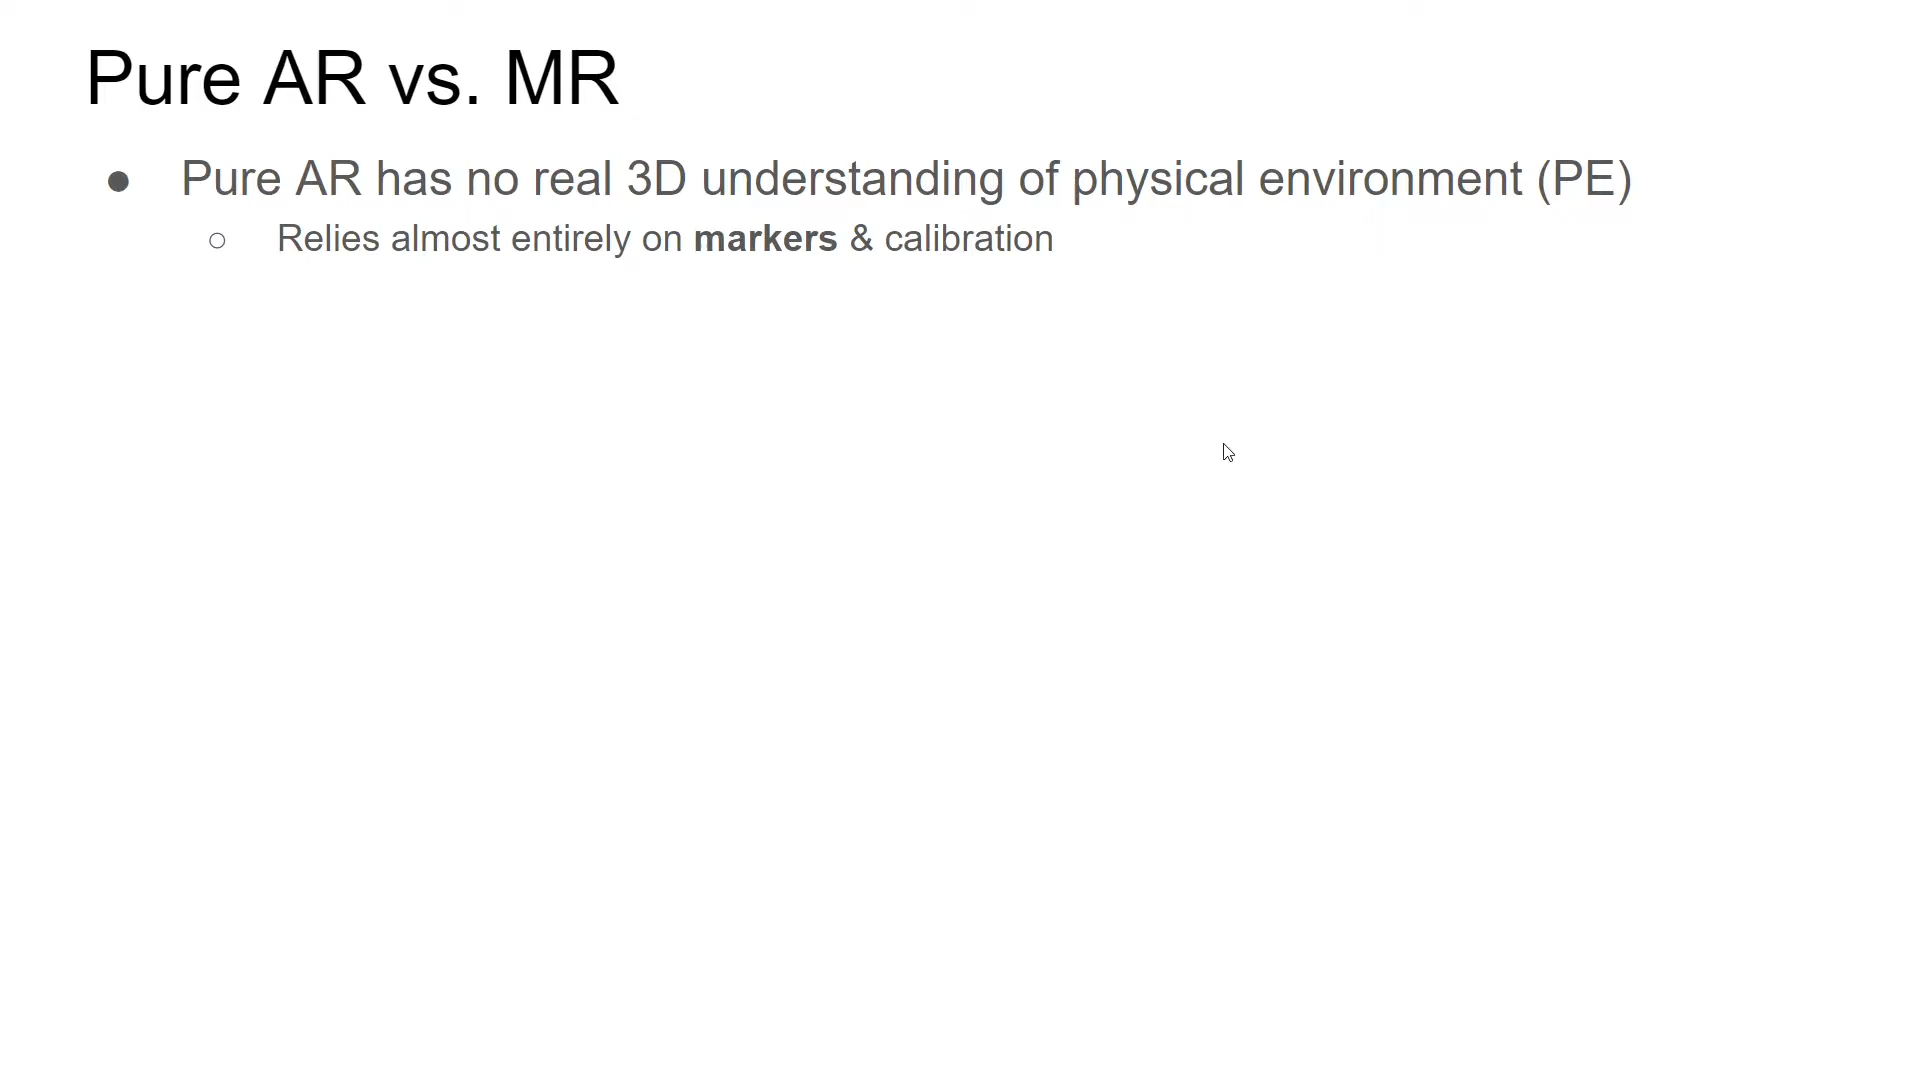 Pure AR vs. MR
● Pure AR has no real 3D understanding of physical environment (PE)
○ Relies almost entirely on markers & calibration